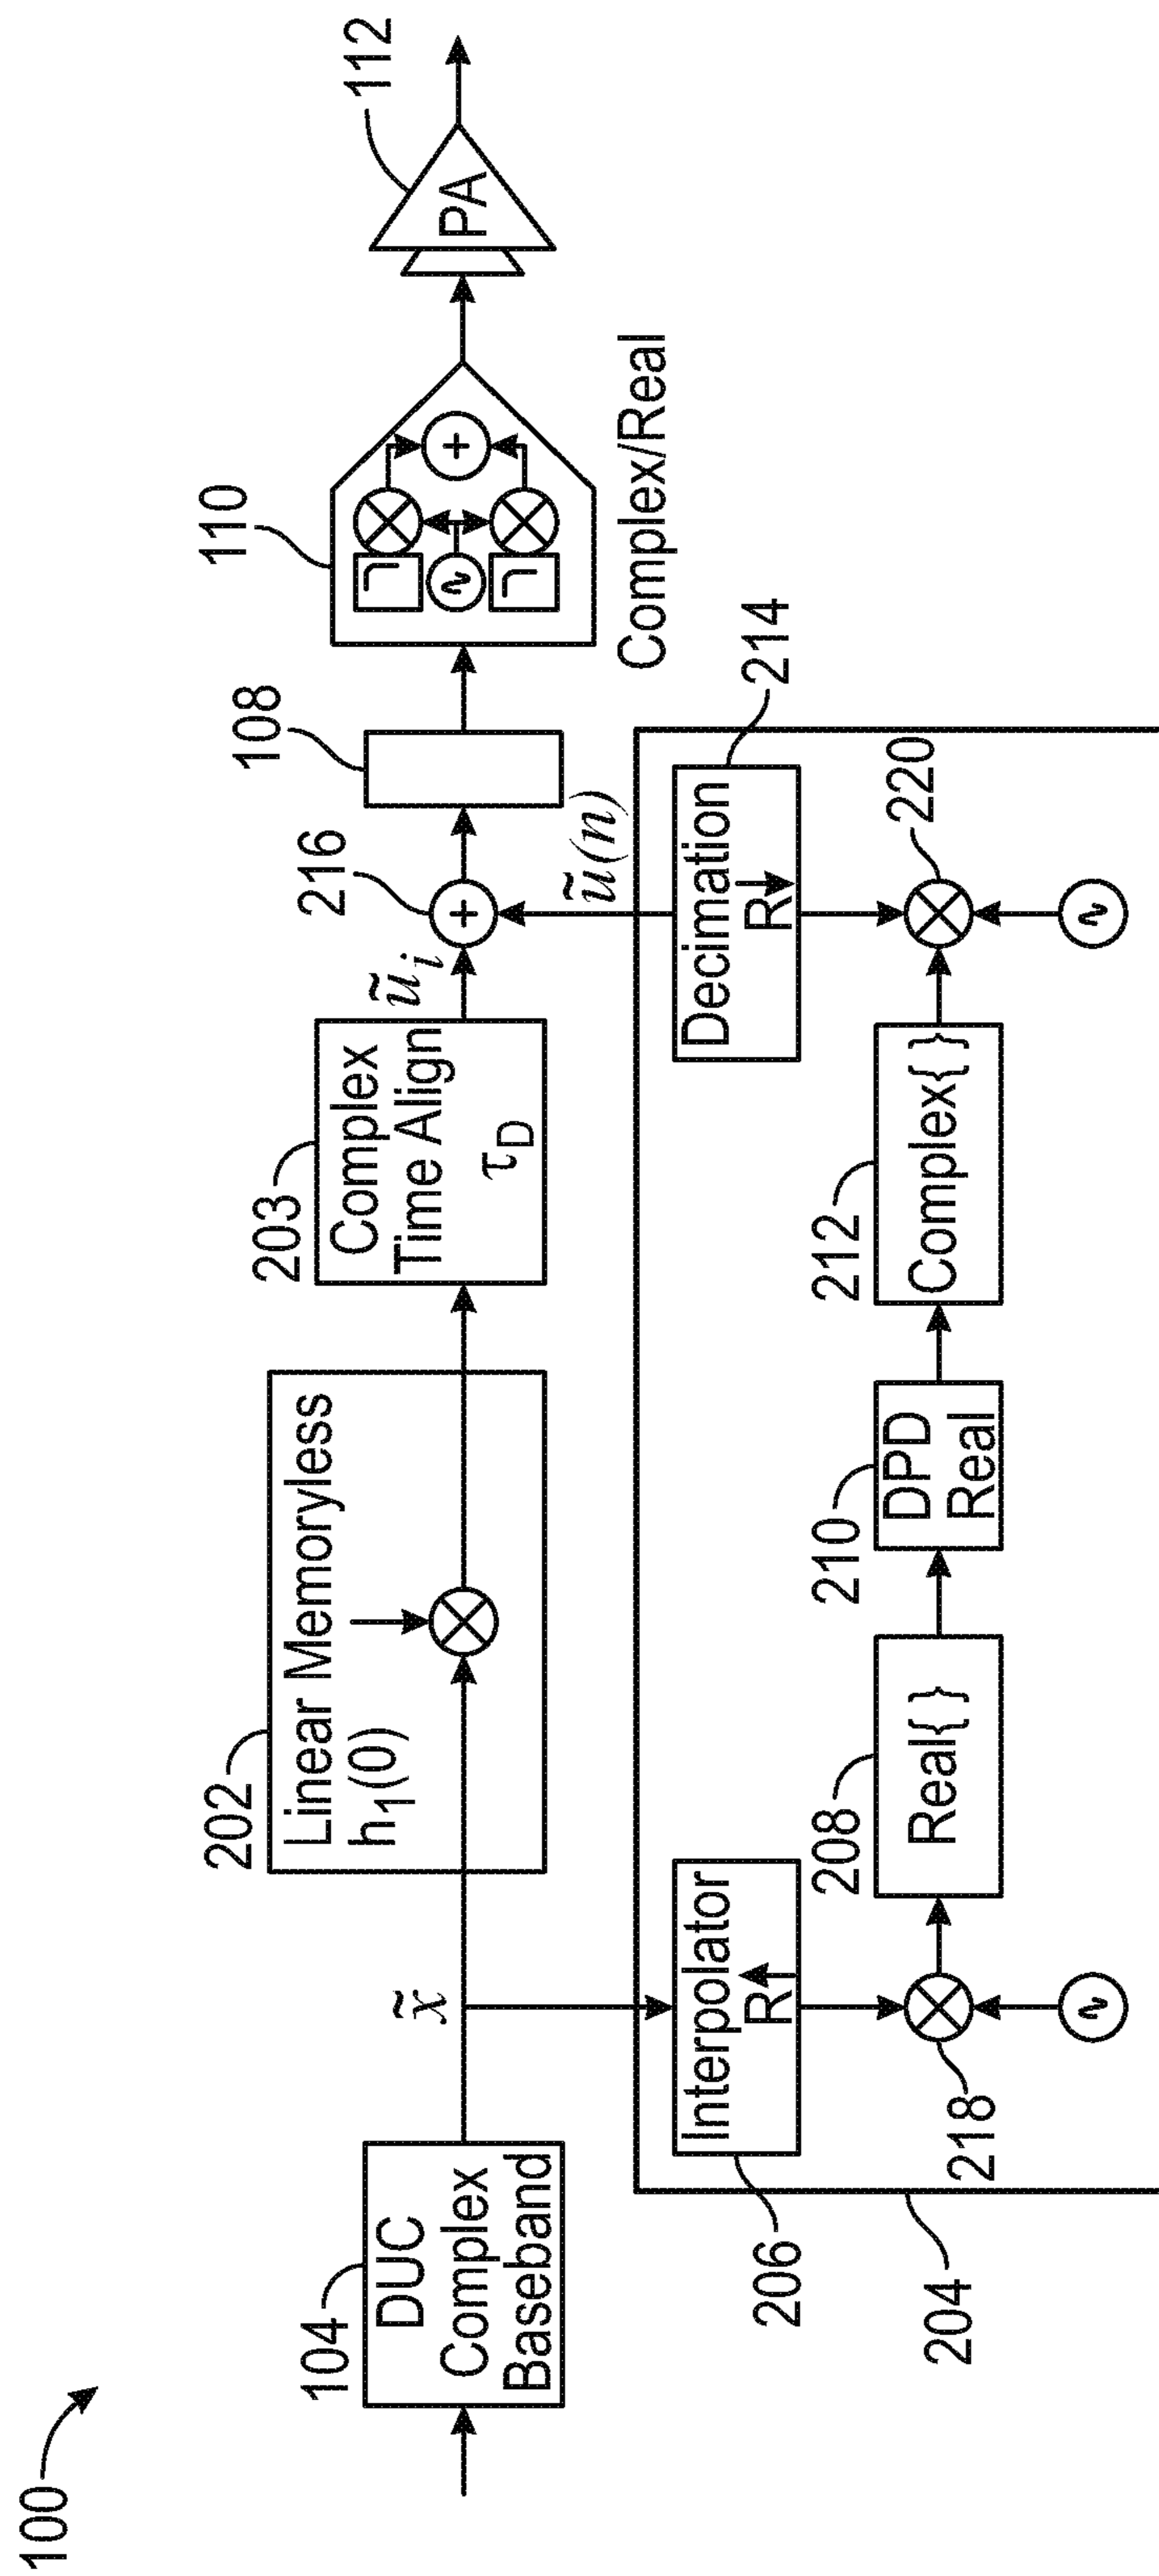 100
104
DUC
Complex
Baseband
x̃
202
Linear Memoryless
h₁(0)
203
Complex
Time Align
τ_D
ũᵢ
216
+
108
110
+
Complex/Real
112
PA
ũ(n)
204
206
Interpolator
R↑
218
208
Real{ }
210
DPD
Real
212
Complex{ }
214
Decimation
R↓
220